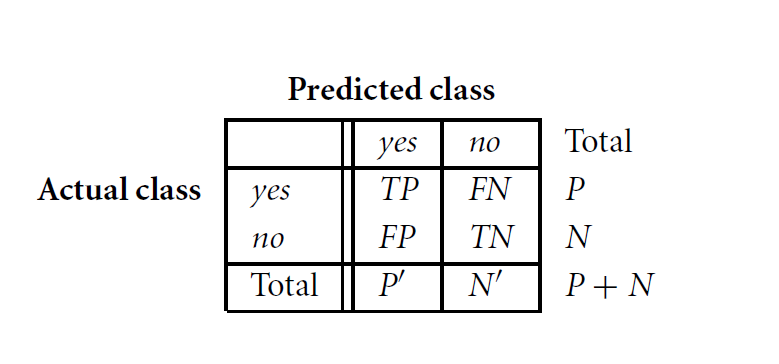 Predicted class
yes no Total
Actual class yes TP FN P
no FP TN N
Total P′ N′ P + N